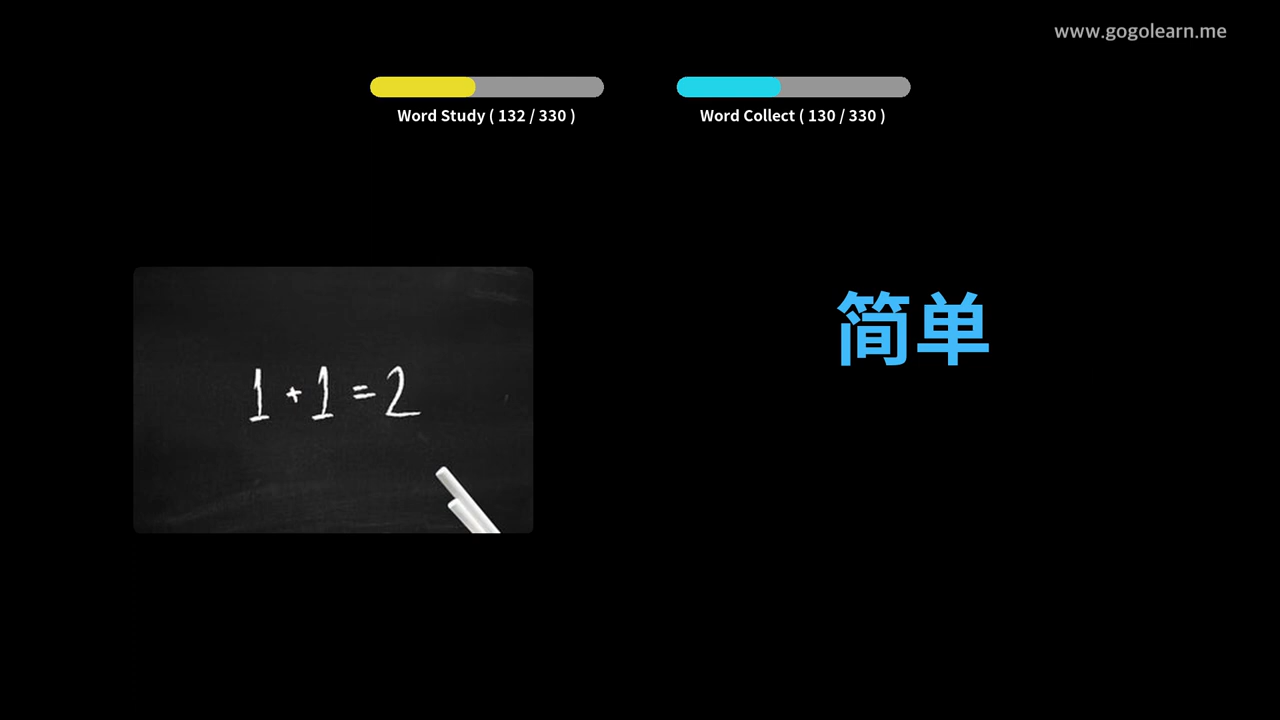 www.gogolearn.me
Word Study ( 132 / 330 )
Word Collect ( 130 / 330 )
1 + 1 = 2
简单